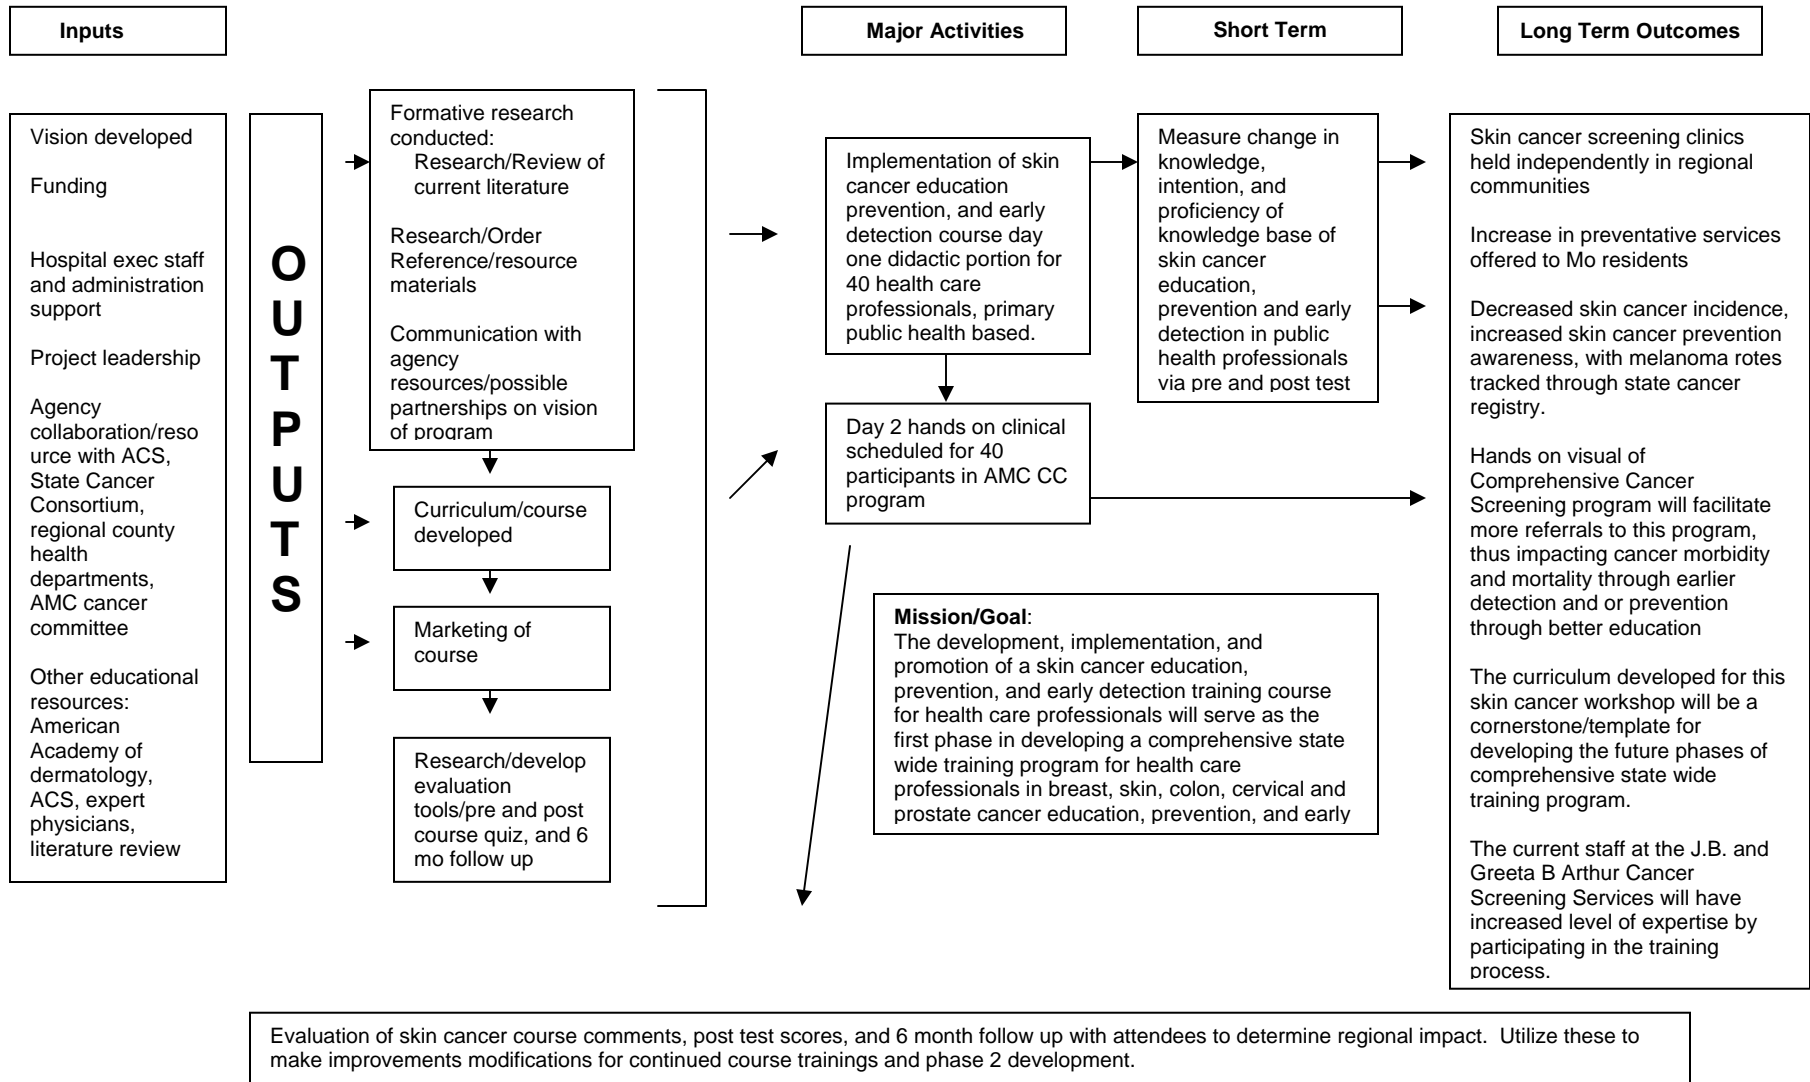 Inputs
Major Activities
Short Term
Long Term Outcomes
Vision developed
Funding
Hospital exec staff
and administration
support
Project leadership
Agency
collaboration/reso
urce with ACS,
State Cancer
Consortium,
regional county
health
departments,
AMC cancer
committee
Other educational
resources:
American
Academy of
dermatology,
ACS, expert
physicians,
literature review
O
U
T
P
U
T
S
Formative research
conducted:
Research/Review of
current literature
Research/Order
Reference/resource
materials
Communication with
agency
resources/possible
partnerships on vision
of program
Curriculum/course
developed
Marketing of
course
Research/develop
evaluation
tools/pre and post
course quiz, and 6
mo follow up
Implementation of skin
cancer education
prevention, and early
detection course day
one didactic portion for
40 health care
professionals, primary
public health based.
Day 2 hands on clinical
scheduled for 40
participants in AMC CC
program
Measure change in
knowledge,
intention, and
proficiency of
knowledge base of
skin cancer
education,
prevention and early
detection in public
health professionals
via pre and post test
Mission/Goal:
The development, implementation, and
promotion of a skin cancer education,
prevention, and early detection training course
for health care professionals will serve as the
first phase in developing a comprehensive state
wide training program for health care
professionals in breast, skin, colon, cervical and
prostate cancer education, prevention, and early
Skin cancer screening clinics
held independently in regional
communities
Increase in preventative services
offered to Mo residents
Decreased skin cancer incidence,
increased skin cancer prevention
awareness, with melanoma rotes
tracked through state cancer
registry.
Hands on visual of
Comprehensive Cancer
Screening program will facilitate
more referrals to this program,
thus impacting cancer morbidity
and mortality through earlier
detection and or prevention
through better education
The curriculum developed for this
skin cancer workshop will be a
cornerstone/template for
developing the future phases of
comprehensive state wide
training program.
The current staff at the J.B. and
Greeta B Arthur Cancer
Screening Services will have
increased level of expertise by
participating in the training
process.
Evaluation of skin cancer course comments, post test scores, and 6 month follow up with attendees to determine regional impact.  Utilize these to
make improvements modifications for continued course trainings and phase 2 development.